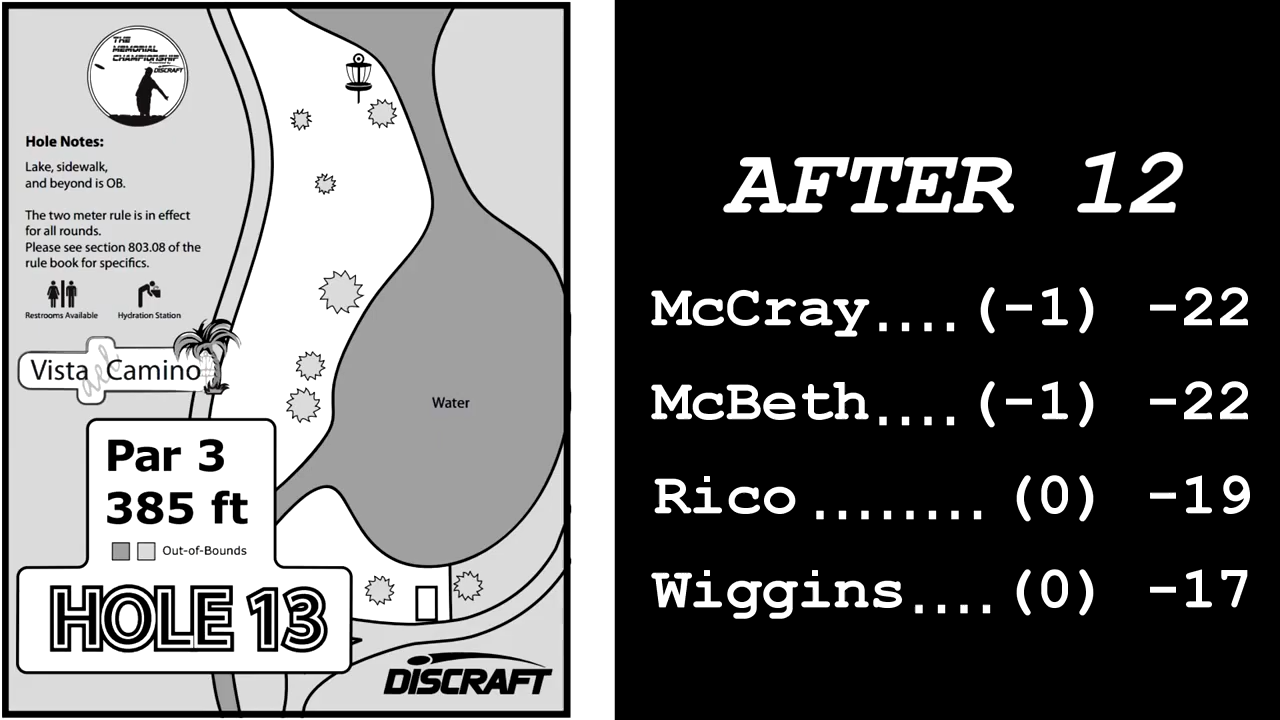 THE
MEMORIAL
CHAMPIONSHIP
Presented By
DISCRAFT
Hole Notes:
Lake, sidewalk,
and beyond is OB.
The two meter rule is in effect
for all rounds.
Please see section 803.08 of the
rule book for specifics.
Restrooms Available
Hydration Station
Vista del Camino
Par 3
385 ft
Out-of-Bounds
HOLE 13
Water
DISCRAFT
AFTER 12
McCray....(-1) -22
McBeth....(-1) -22
Rico ........ (0) -19
Wiggins....(0) -17